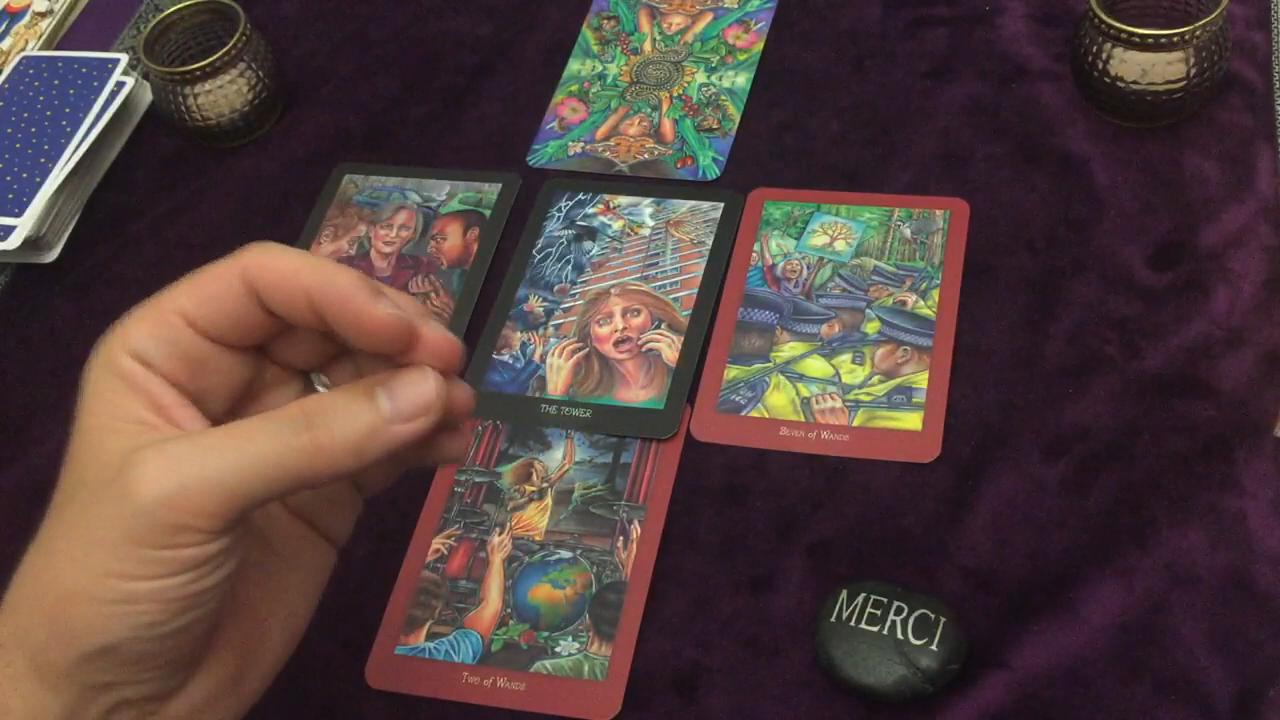 THE TOWER
SEVEN of WANDS
MERCI
TWO of WANDS